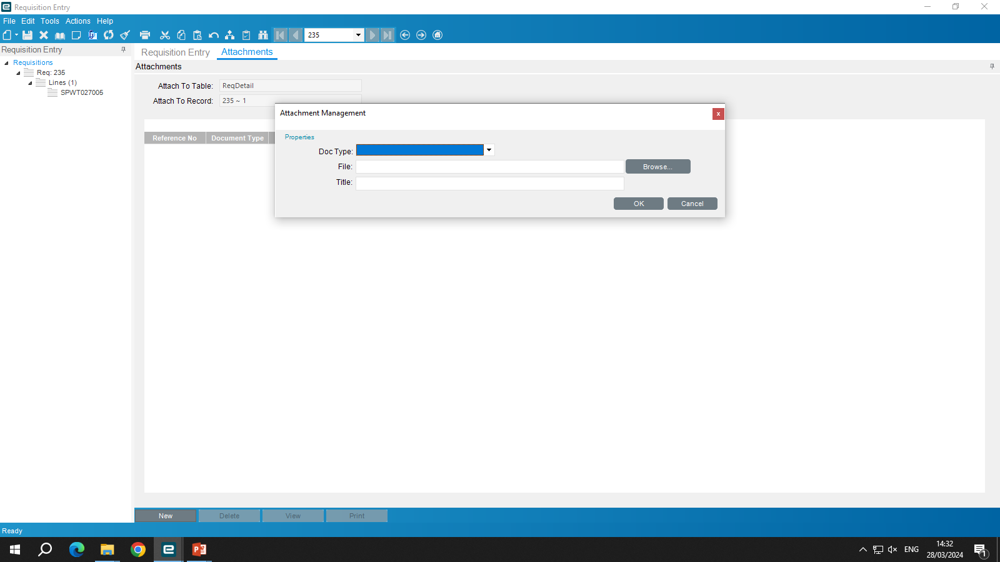 Requisition Entry
File Edit Tools Actions Help
235
Requisition Entry
Requisitions
Req: 235
Lines (1)
SPWT027005
Requisition Entry Attachments
Attachments
Attach To Table: ReqDetail
Attach To Record: 235 ~ 1
Reference No Document Type
Attachment Management
x
Properties
Doc Type:
File: Browse...
Title:
OK Cancel
New Delete View Print
Ready
ENG
14:32
28/03/2024
1